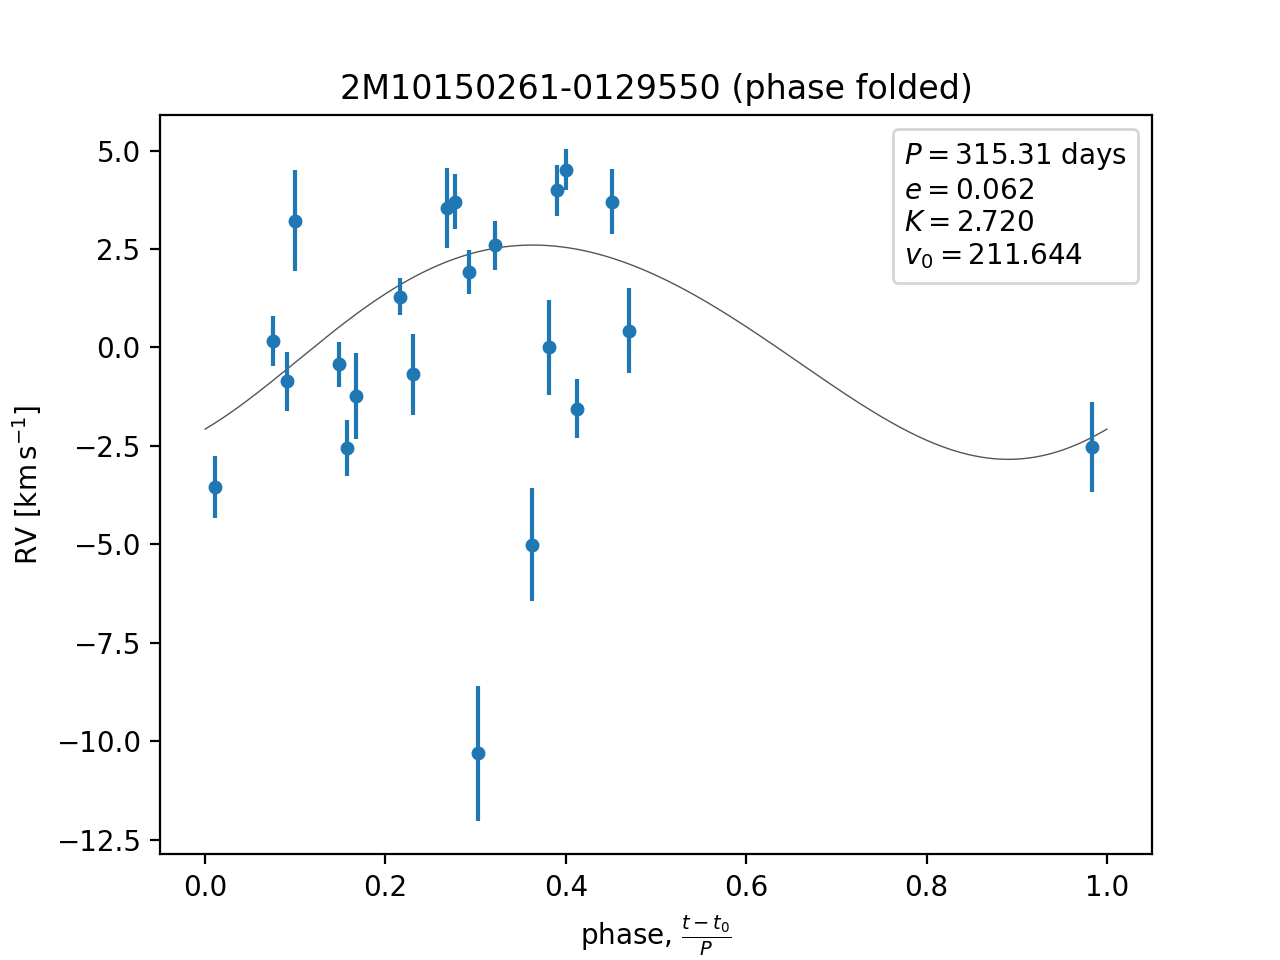 2M10150261-0129550 (phase folded)
P = 315.31 days
e = 0.062
K = 2.720
v₀ = 211.644
RV [km s⁻¹]
5.0
2.5
0.0
−2.5
−5.0
−7.5
−10.0
−12.5
0.0 0.2 0.4 0.6 0.8 1.0
phase, (t − t₀)/P